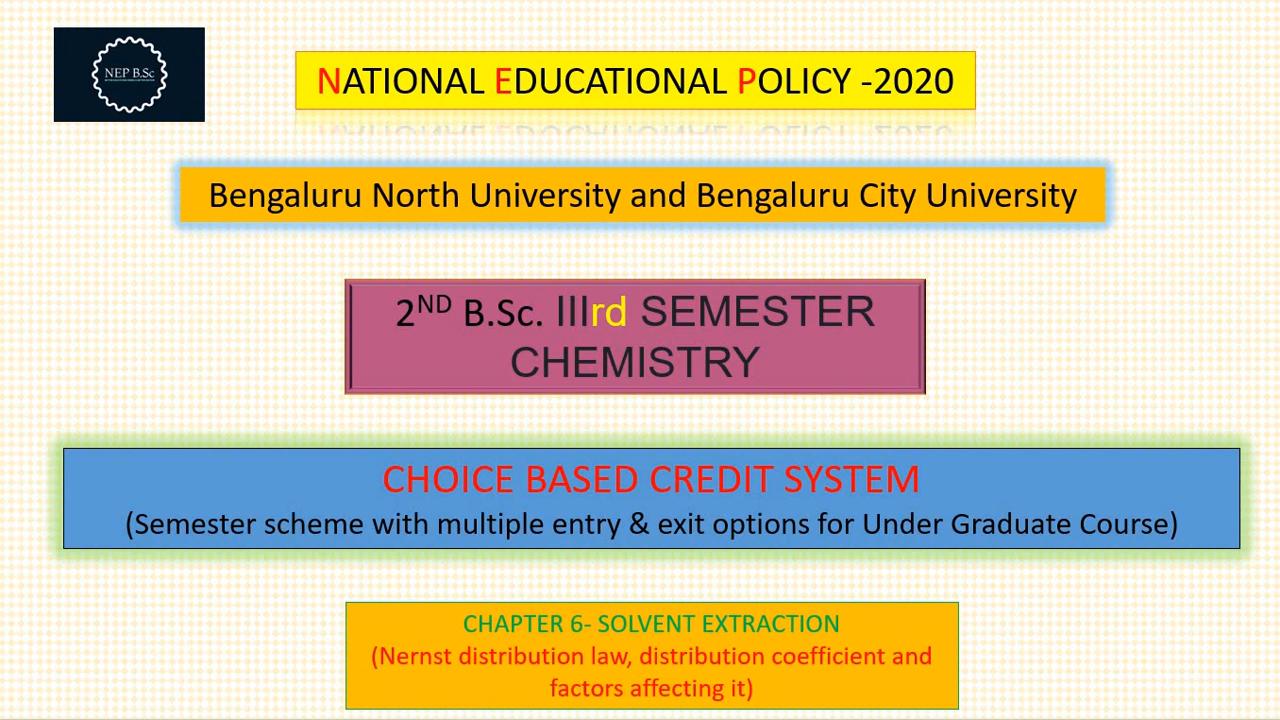 NEP B.Sc
NATIONAL EDUCATIONAL POLICY -2020
Bengaluru North University and Bengaluru City University
2ND B.Sc. IIIrd SEMESTER
CHEMISTRY
CHOICE BASED CREDIT SYSTEM
(Semester scheme with multiple entry & exit options for Under Graduate Course)
CHAPTER 6- SOLVENT EXTRACTION
(Nernst distribution law, distribution coefficient and
factors affecting it)